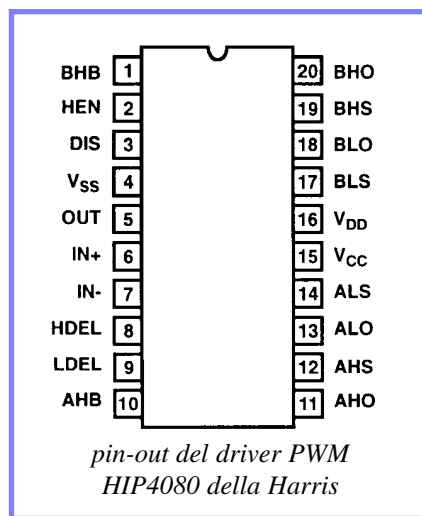 BHB 1 20 BHO
HEN 2 19 BHS
DIS 3 18 BLO
VSS 4 17 BLS
OUT 5 16 VDD
IN+ 6 15 VCC
IN- 7 14 ALS
HDEL 8 13 ALO
LDEL 9 12 AHS
AHB 10 11 AHO
pin-out del driver PWM
HIP4080 della Harris